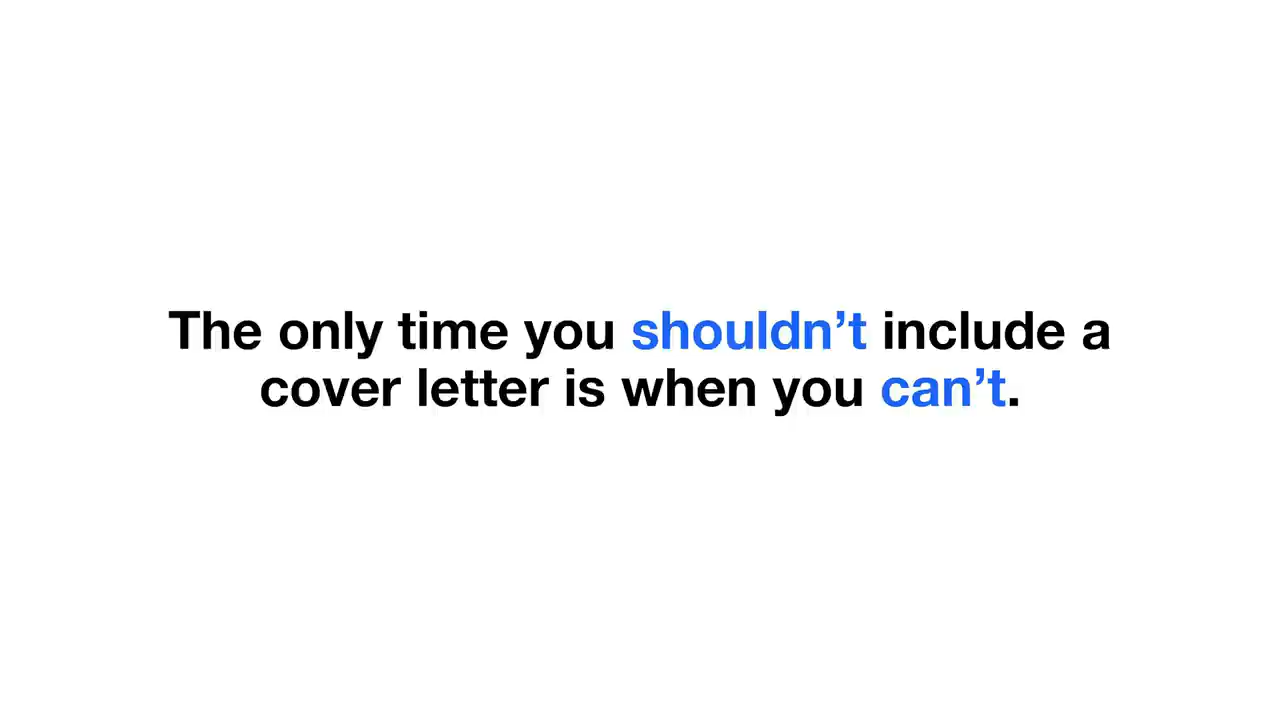 The only time you shouldn’t include a
cover letter is when you can’t.